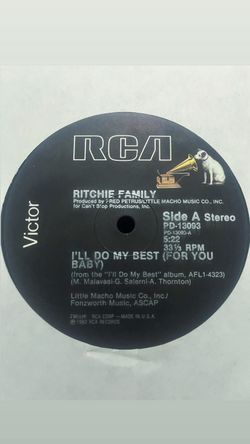 RCA
Victor
RITCHIE FAMILY
Produced by FRED PETRUS/LITTLE MACHO MUSIC CO., INC.
for Can't Stop Productions, Inc.
Side A Stereo
PD-13093
PD-13093-A
5:22
33⅓ RPM
I'LL DO MY BEST (FOR YOU
BABY)
(from the "I'll Do My Best" album, AFL1-4323)
(M. Malavasi-G. Salerni-A. Thornton)
Little Macho Music Co., Inc./
Fonzworth Music, ASCAP
TMK(s)® RCA CORP — MADE IN U.S.A.
℗ 1982 RCA RECORDS